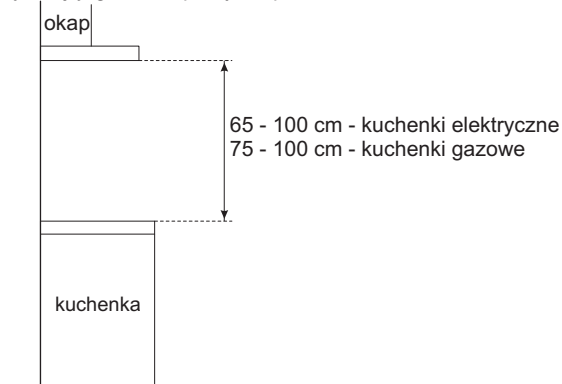 okap
65 - 100 cm - kuchenki elektryczne
75 - 100 cm - kuchenki gazowe
kuchenka